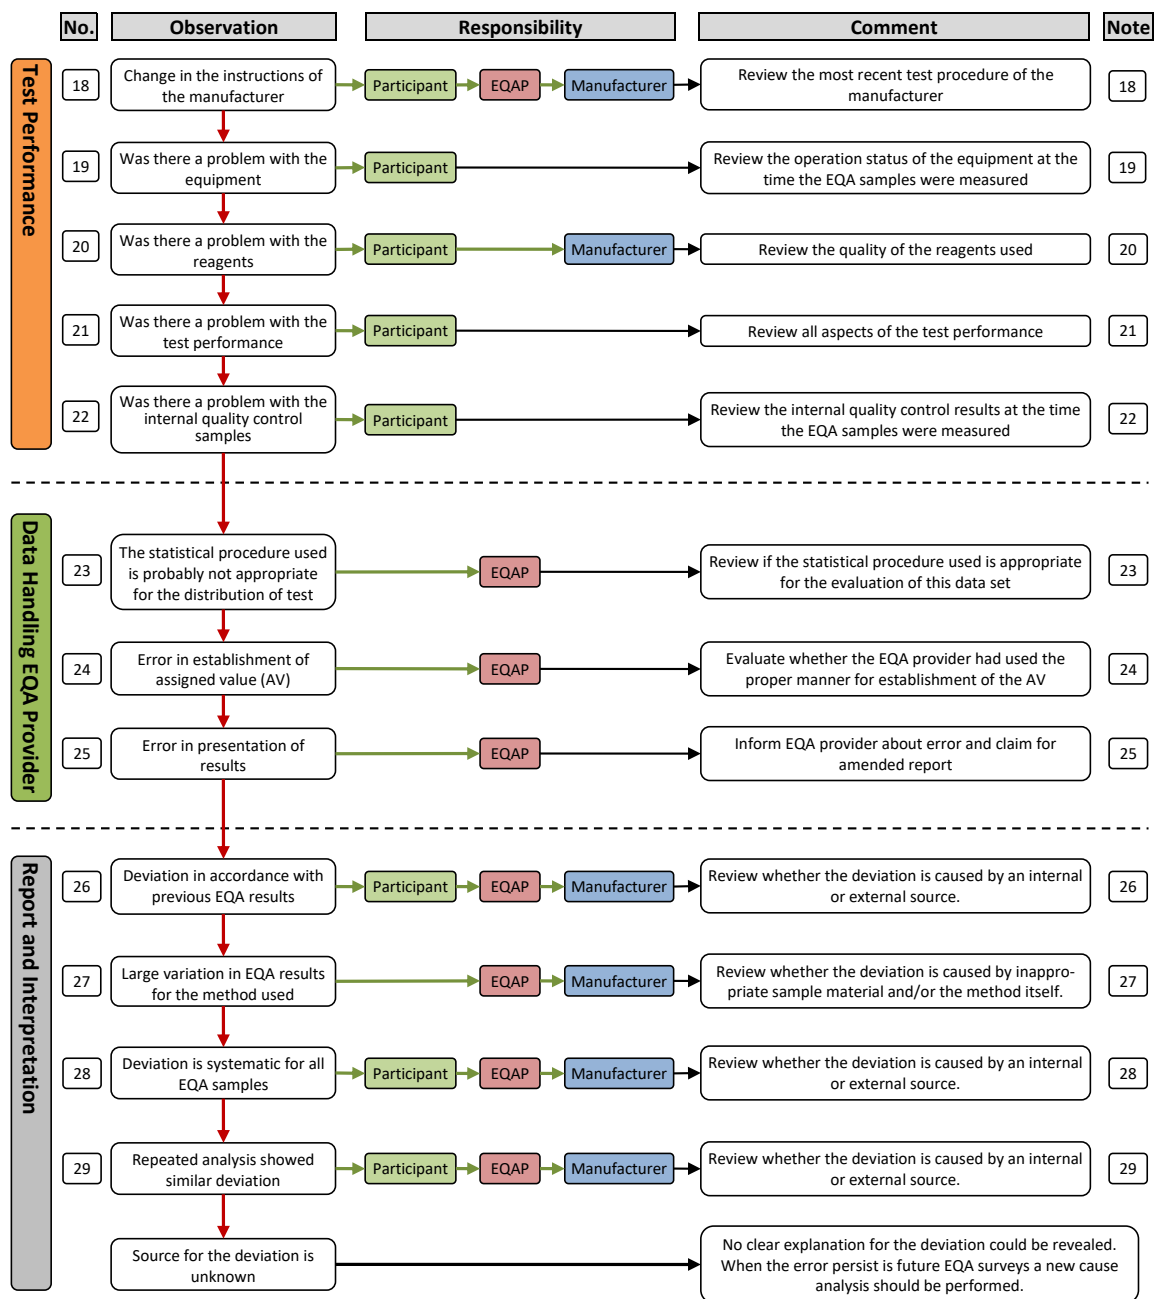 No.
Observation
Responsibility
Comment
Note
Test Performance
18
Change in the instructions of
the manufacturer
Participant
EQAP
Manufacturer
Review the most recent test procedure of the
manufacturer
18
19
Was there a problem with the
equipment
Participant
Review the operation status of the equipment at the
time the EQA samples were measured
19
20
Was there a problem with the
reagents
Participant
Manufacturer
Review the quality of the reagents used
20
21
Was there a problem with the
test performance
Participant
Review all aspects of the test performance
21
22
Was there a problem with the
internal quality control
samples
Participant
Review the internal quality control results at the time
the EQA samples were measured
22
Data Handling EQA Provider
23
The statistical procedure used
is probably not appropriate
for the distribution of test
EQAP
Review if the statistical procedure used is appropriate
for the evaluation of this data set
23
24
Error in establishment of
assigned value (AV)
EQAP
Evaluate whether the EQA provider had used the
proper manner for establishment of the AV
24
25
Error in presentation of
results
EQAP
Inform EQA provider about error and claim for
amended report
25
Report and Interpretation
26
Deviation in accordance with
previous EQA results
Participant
EQAP
Manufacturer
Review whether the deviation is caused by an internal
or external source.
26
27
Large variation in EQA results
for the method used
EQAP
Manufacturer
Review whether the deviation is caused by inappro-
priate sample material and/or the method itself.
27
28
Deviation is systematic for all
EQA samples
Participant
EQAP
Manufacturer
Review whether the deviation is caused by an internal
or external source.
28
29
Repeated analysis showed
similar deviation
Participant
EQAP
Manufacturer
Review whether the deviation is caused by an internal
or external source.
29
Source for the deviation is
unknown
No clear explanation for the deviation could be revealed.
When the error persist is future EQA surveys a new cause
analysis should be performed.